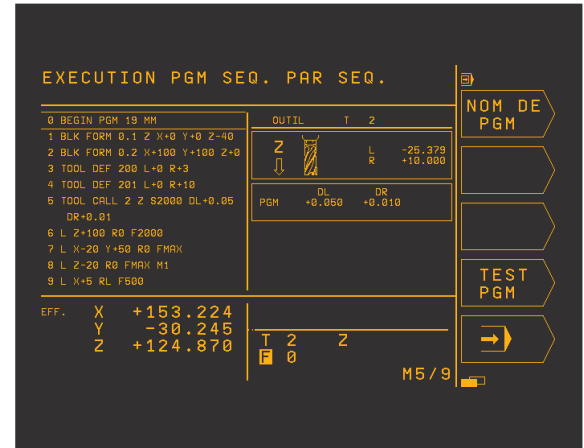 EXECUTION PGM SEQ. PAR SEQ.
0 BEGIN PGM 19 MM
1 BLK FORM 0.1 Z X+0 Y+0 Z-40
2 BLK FORM 0.2 X+100 Y+100 Z+0
3 TOOL DEF 200 L+0 R+3
4 TOOL DEF 201 L+0 R+10
5 TOOL CALL 2 Z S2000 DL+0.05
DR+0.01
6 L Z+100 R0 F2000
7 L X-20 Y+50 R0 FMAX
8 L Z-20 R0 FMAX M1
9 L X+5 RL F500
OUTIL T 2
Z
L -25.379
R +10.000
DL DR
PGM +0.050 +0.010
EFF. X +153.224
Y -30.245
Z +124.870
T 2 Z
F 0
M5/9
NOM DE
PGM
TEST
PGM